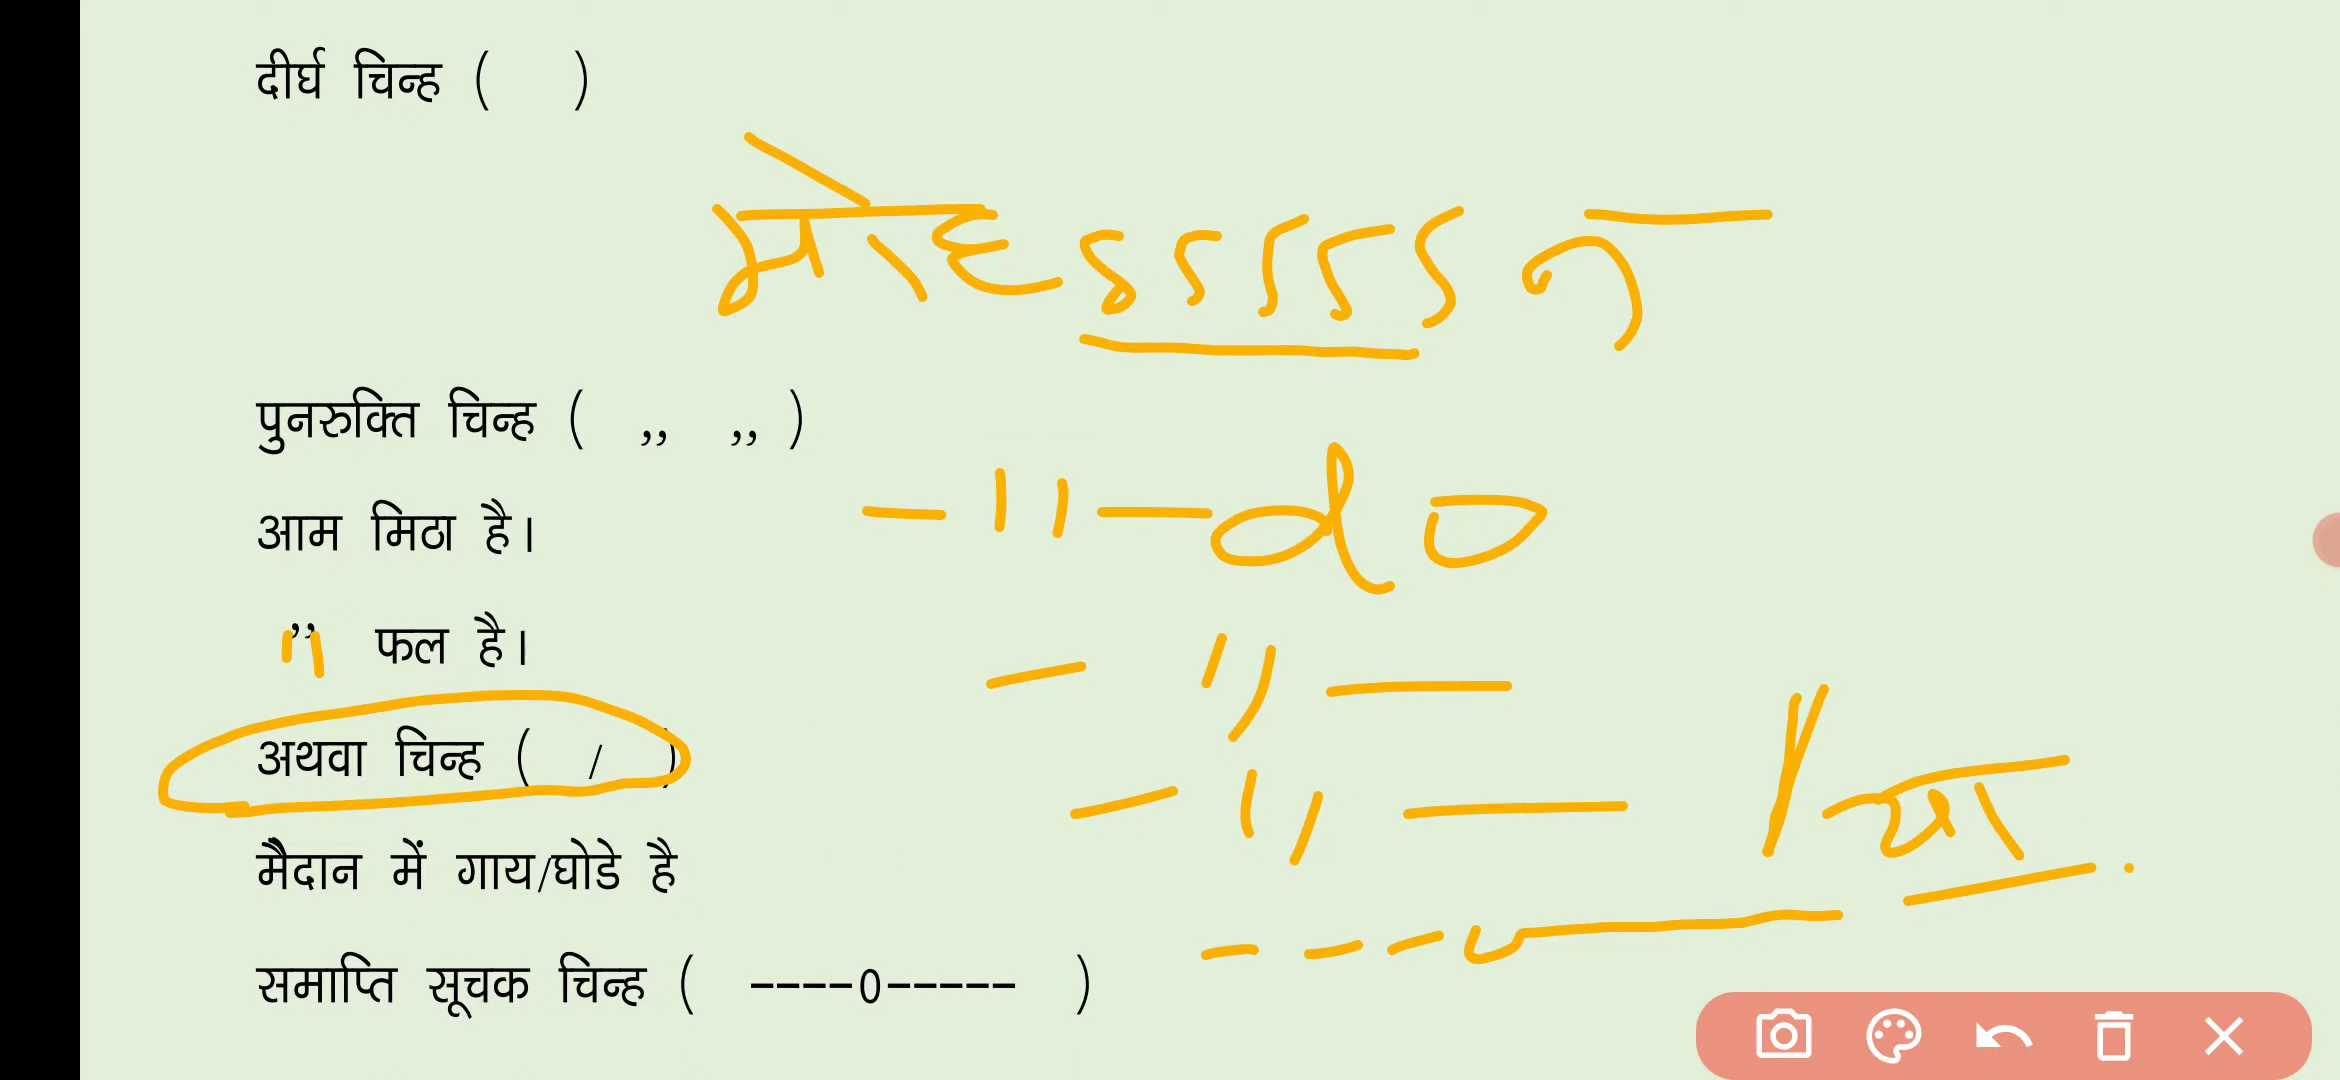 दीर्घ चिन्ह ( )
मोहऽऽऽऽऽन
पुनरुक्ति चिन्ह ( ,, ,, )
— " — do
आम मिठा है।
— " —
" फल है।
अथवा चिन्ह ( / )
— " — / या
मैदान में गाय/घोडे है
समाप्ति सूचक चिन्ह ( ----0----- )